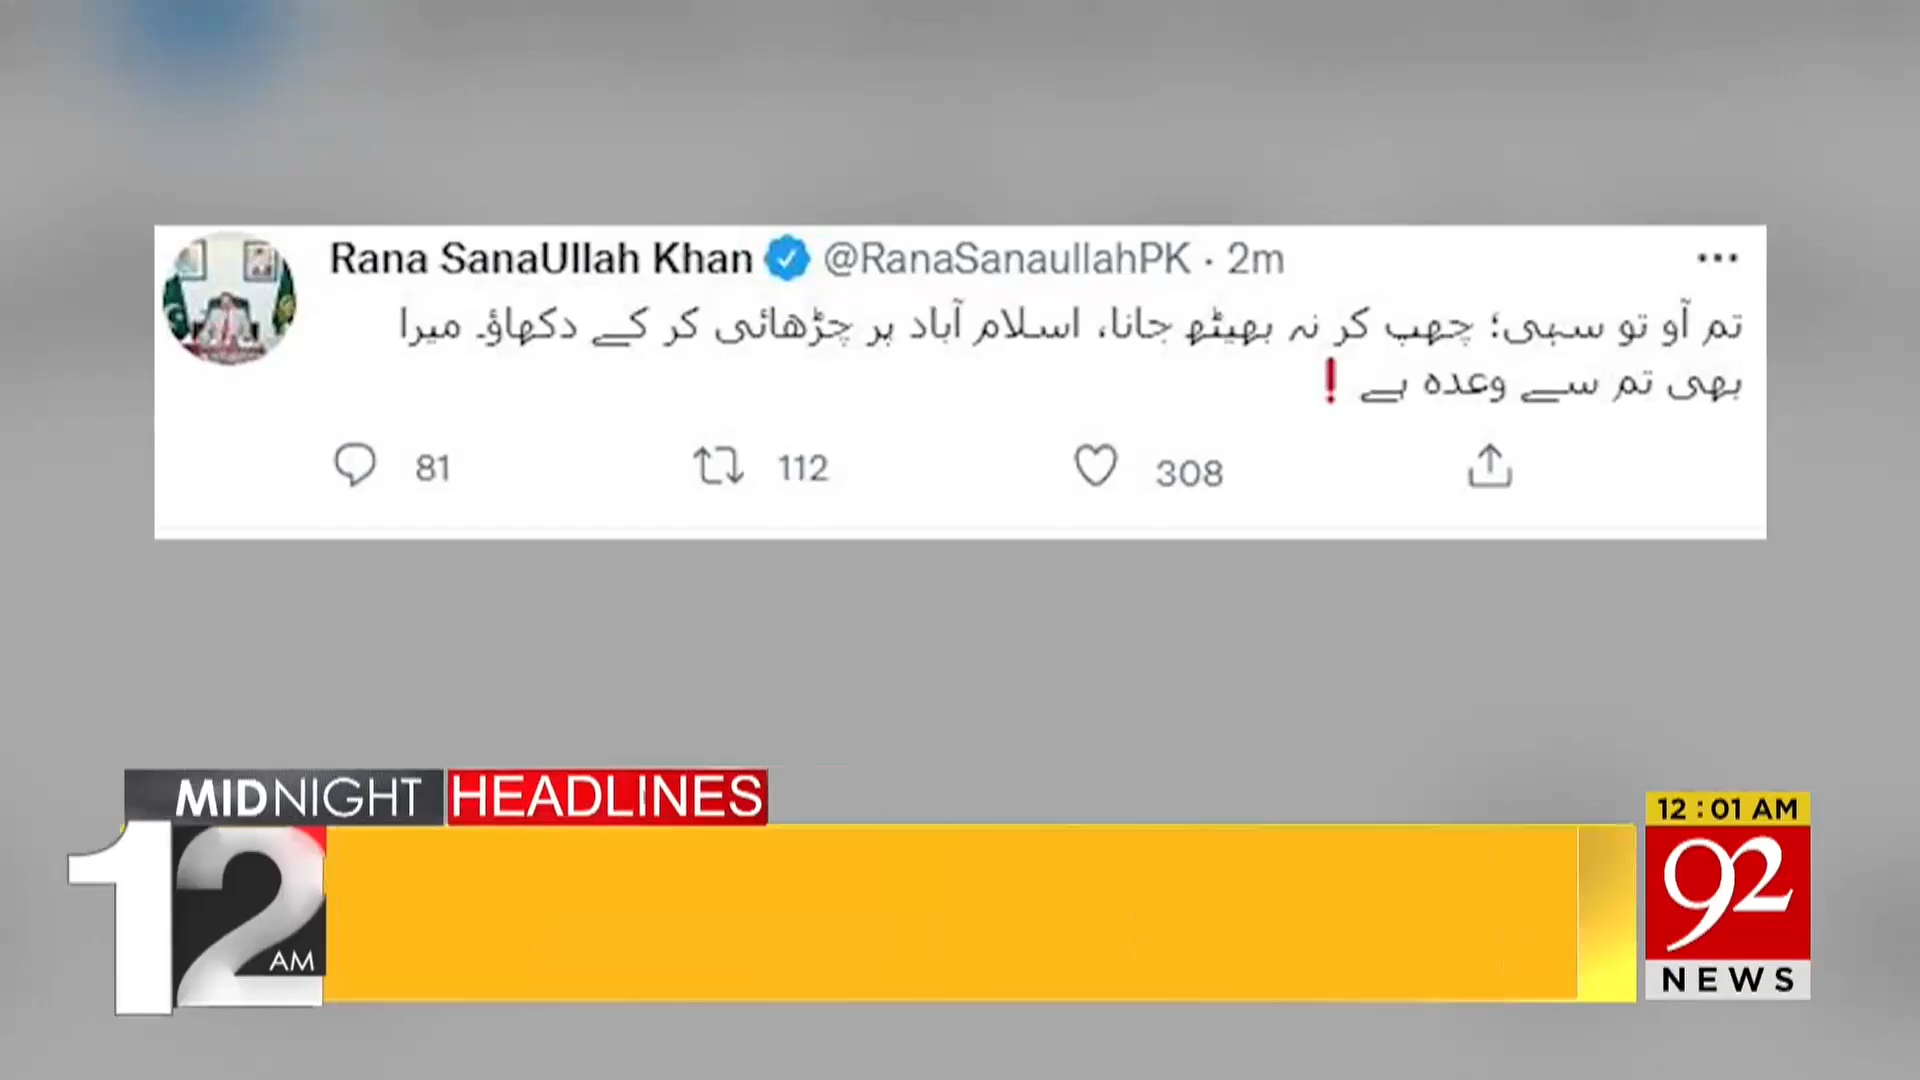 Rana SanaUllah Khan @RanaSanaullahPK · 2m
تم آو تو سہی؛ چھپ کر نہ بھیٹھ جانا، اسلام آباد پر چڑھائی کر کے دکھاؤ۔ میرا
بھی تم سے وعدہ ہے❗
81 112 308
MIDNIGHT HEADLINES
12 AM
12 : 01 AM
92
NEWS